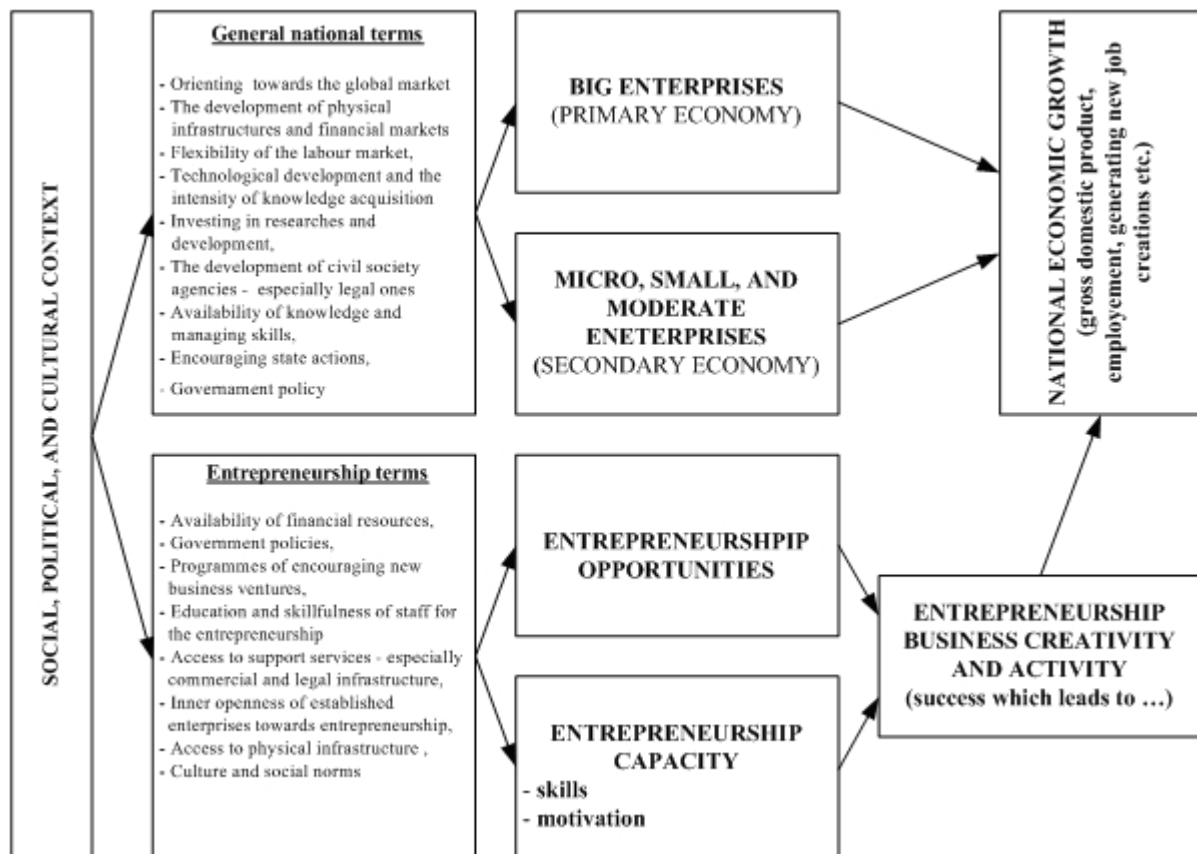 SOCIAL, POLITICAL, AND CULTURAL CONTEXT
General national terms
- Orienting towards the global market
- The development of physical
infrastructures and financial markets
- Flexibility of the labour market,
- Technological development and the
intensity of knowledge acquisition
- Investing in researches and
development,
- The development of civil society
agencies - especially legal ones
- Availability of knowledge and
managing skills,
- Encouraging state actions,
- Governament policy
Entrepreneurship terms
- Availability of financial resources,
- Government policies,
- Programmes of encouraging new
business ventures,
- Education and skillfulness of staff for
the entrepreneurship
- Access to support services - especially
commercial and legal infrastructure,
- Inner openness of established
enterprises towards entrepreneurship,
- Access to physical infrastructure ,
- Culture and social norms
BIG ENTERPRISES
(PRIMARY ECONOMY)
MICRO, SMALL, AND
MODERATE
ENETERPRISES
(SECONDARY ECONOMY)
ENTREPRENEURSHPIP
OPPORTUNITIES
ENTREPRENEURSHIP
CAPACITY
- skills
- motivation
ENTREPRENEURSHIP
BUSINESS CREATIVITY
AND ACTIVITY
(success which leads to ...)
NATIONAL ECONOMIC GROWTH
(gross domestic product,
employement, generating new job
creations etc.)